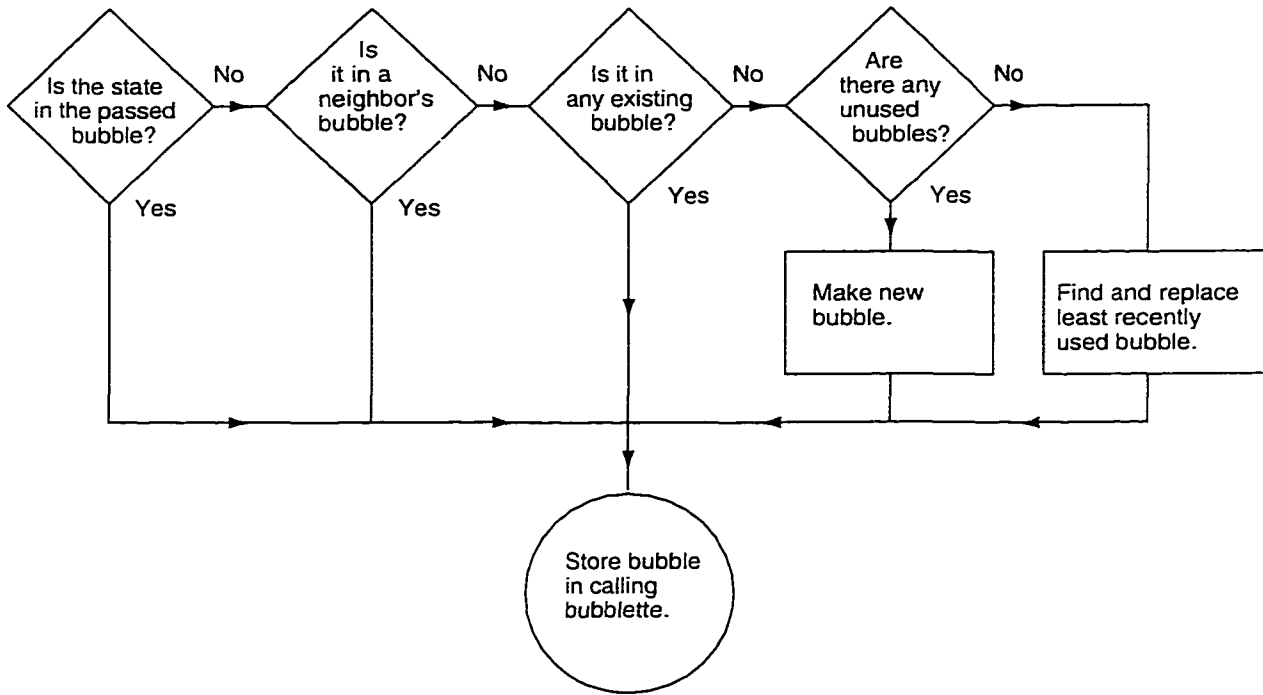 Is the state
in the passed
bubble?
No
Yes
Is
it in a
neighbor's
bubble?
No
Yes
Is it in
any existing
bubble?
No
Yes
Are
there any
unused
bubbles?
No
Yes
Make new
bubble.
Find and replace
least recently
used bubble.
Store bubble
in calling
bubblette.